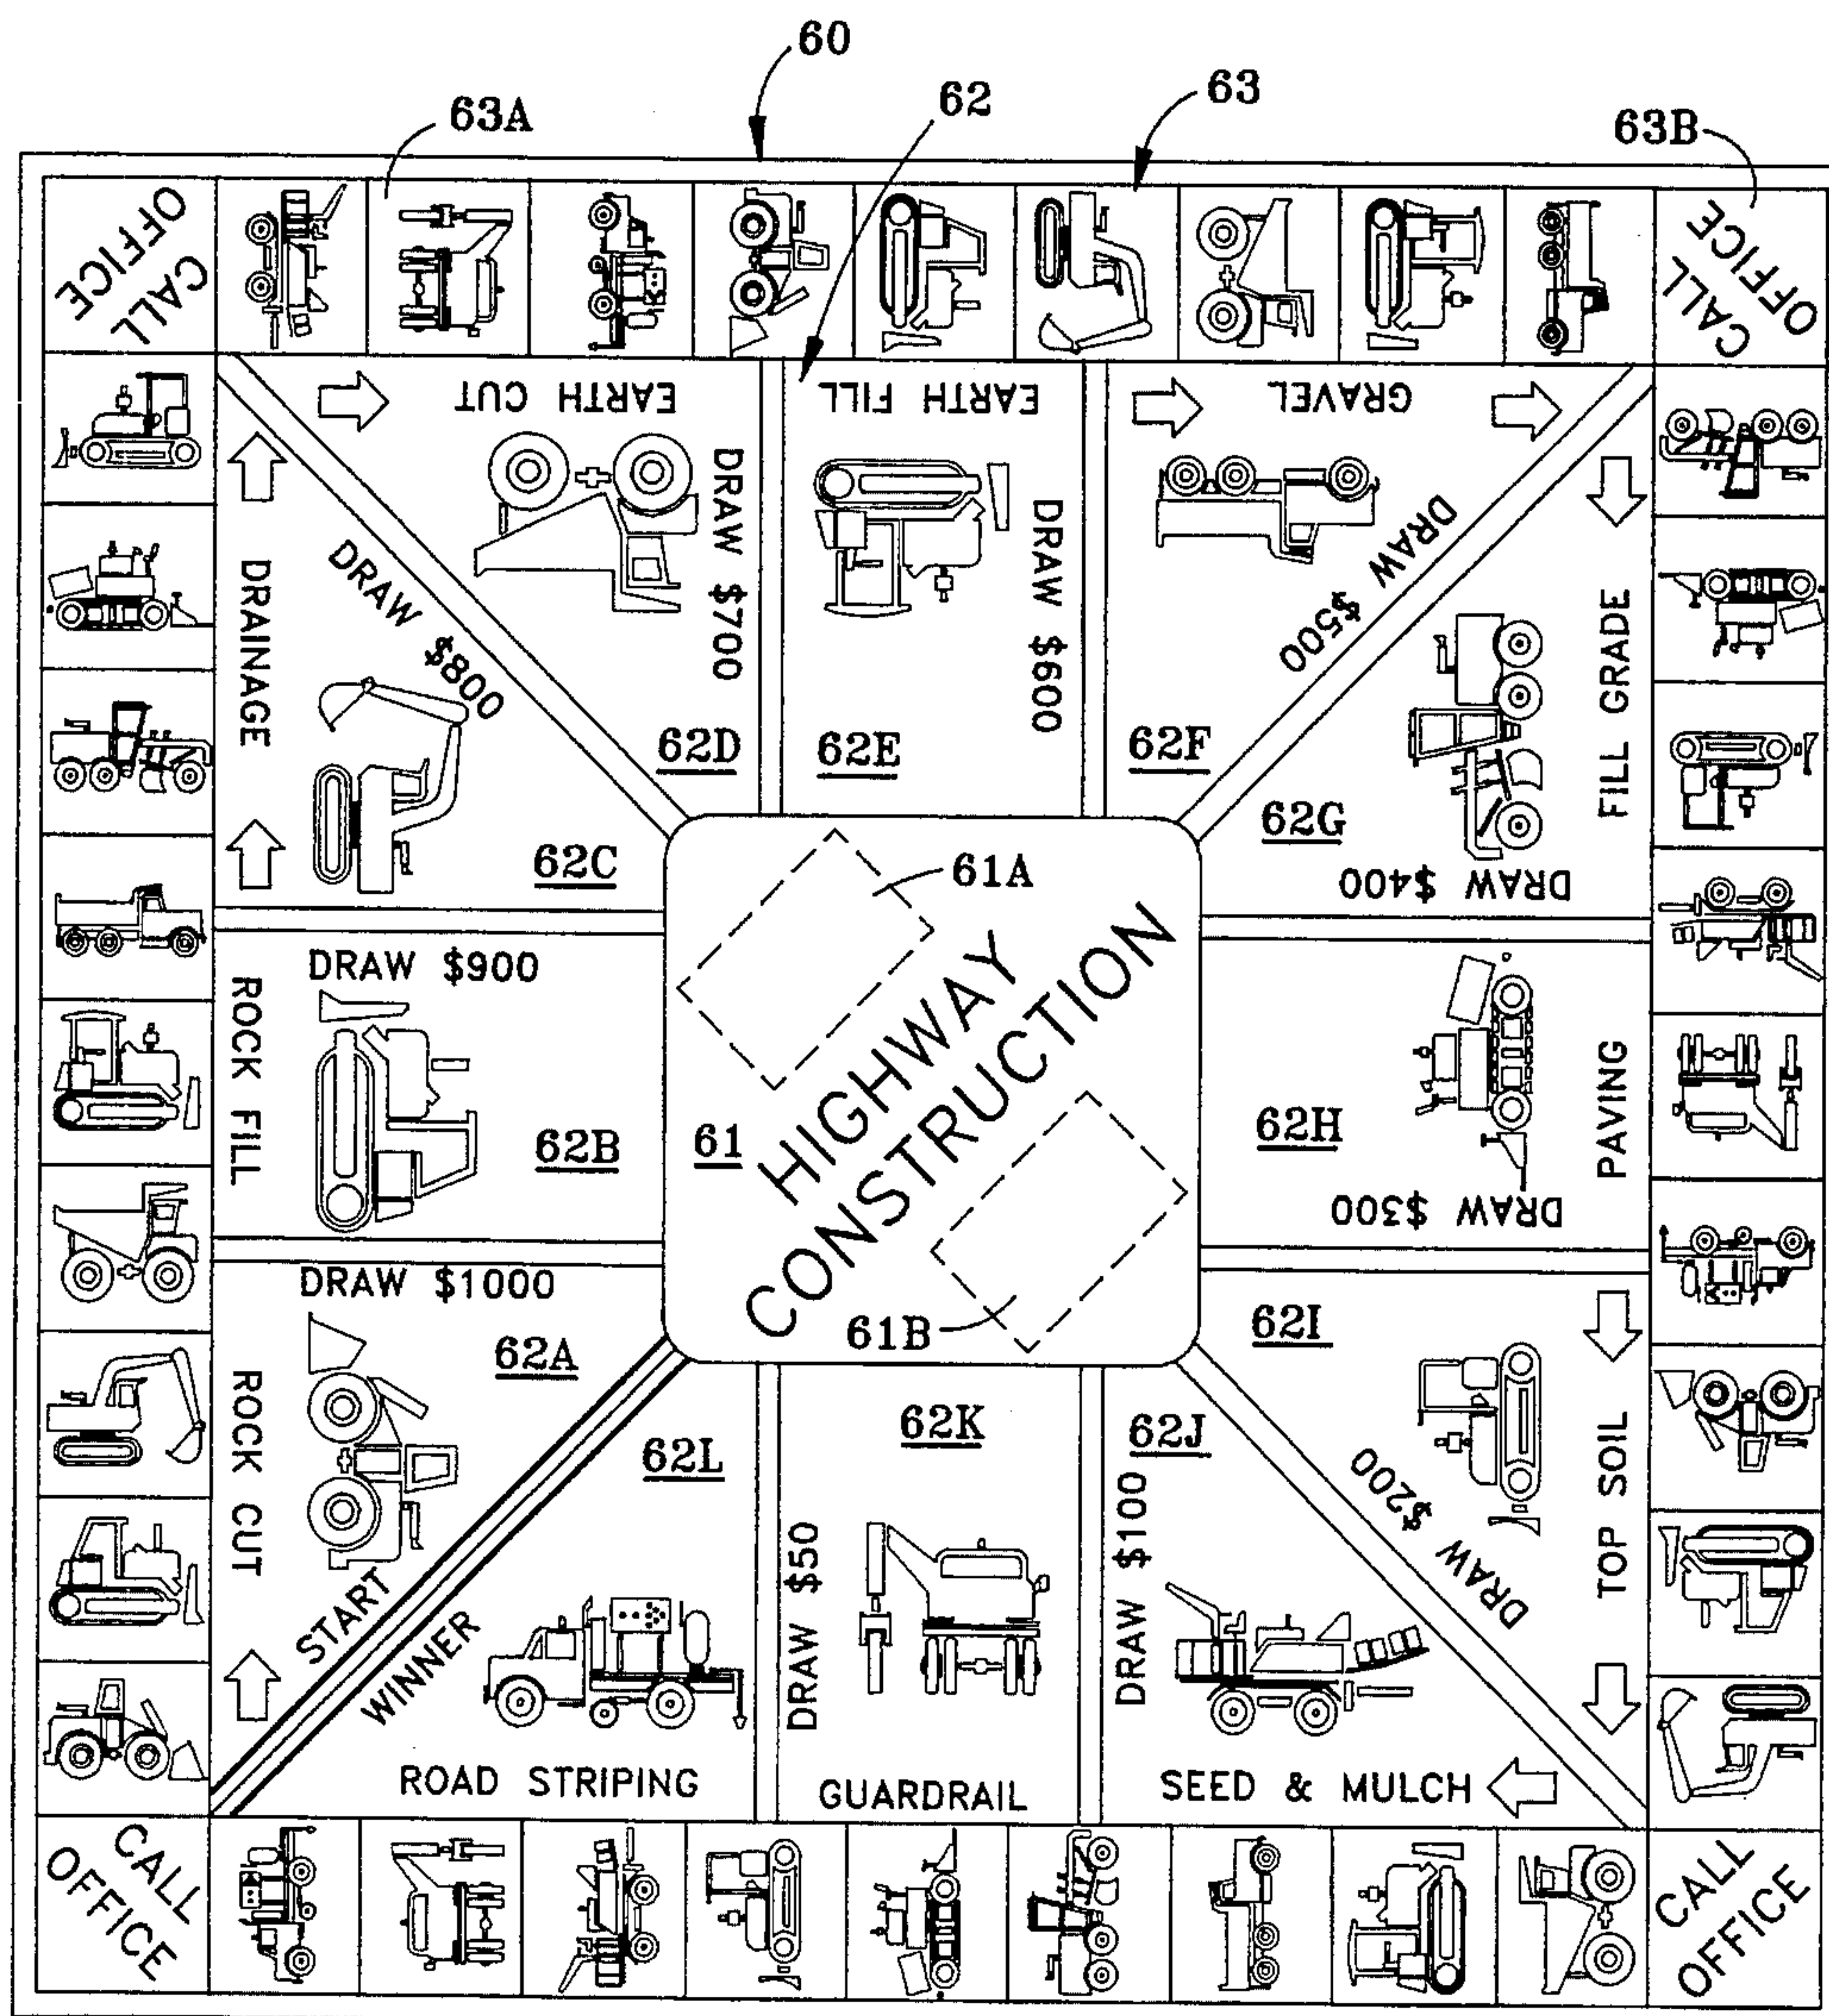 60
62
63
63A
63B
CALL
OFFICE
CALL
OFFICE
EARTH CUT
EARTH FILL
GRAVEL
DRAW $700
DRAW $600
DRAW
$500
DRAINAGE
DRAW
$800
FILL GRADE
62D
62E
62F
62G
62C
DRAW $400
61A
DRAW $900
ROCK FILL
62B
61
HIGHWAY
CONSTRUCTION
61B
62H
PAVING
DRAW $300
DRAW $1000
62A
ROCK CUT
START
62I
TOP SOIL
DRAW
$200
62L
62K
62J
WINNER
DRAW $50
DRAW $100
ROAD STRIPING
GUARDRAIL
SEED & MULCH
CALL
OFFICE
CALL
OFFICE